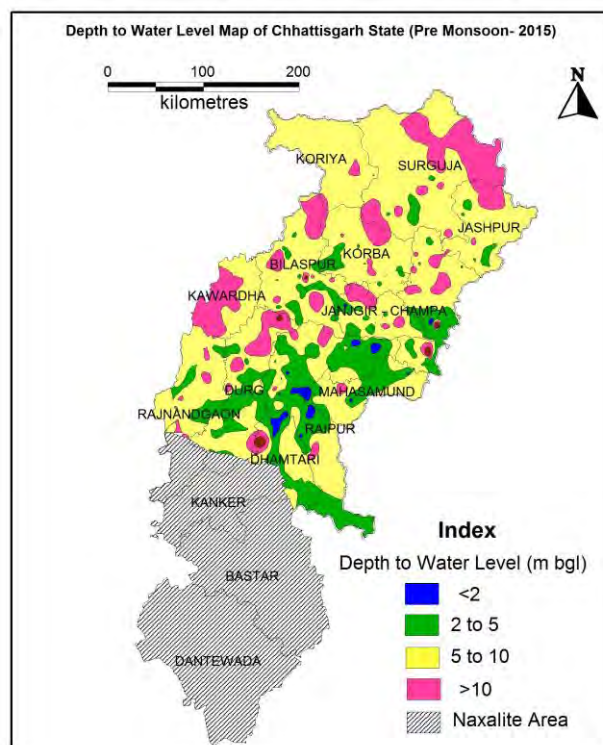 Depth to Water Level Map of Chhattisgarh State (Pre Monsoon- 2015)
0 100 200
kilometres
N
KORIYA
SURGUJA
JASHPUR
KORBA
BILASPUR
KAWARDHA
JANJGIR - CHAMPA
DURG
MAHASAMUND
RAJNANDGAON
RAIPUR
DHAMTARI
KANKER
BASTAR
DANTEWADA
Index
Depth to Water Level (m bgl)
<2
2 to 5
5 to 10
>10
Naxalite Area